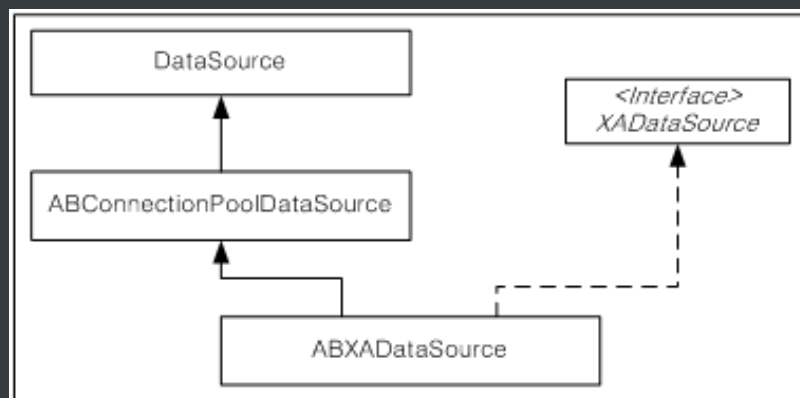 DataSource
<Interface>
XADataSource
ABConnectionPoolDataSource
ABXADataSource